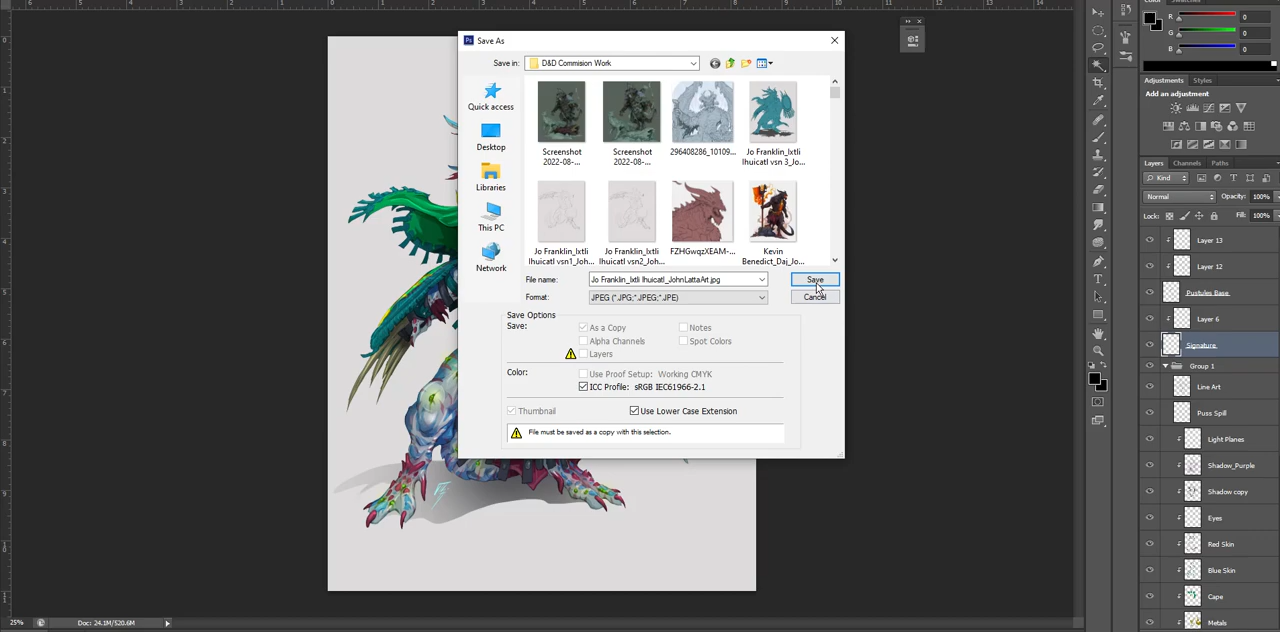 Save As
Save in:
D&D Commision Work
Quick access
Desktop
Libraries
This PC
Network
Screenshot
2022-08-...
Screenshot
2022-08-...
296408286_10109...
Jo Franklin_Ixtli
Ihuicatl vsn 3_Jo...
Jo Franklin_Ixtli
Ihuicatl vsn1_Joh...
Jo Franklin_Ixtli
Ihuicatl vsn2_Joh...
FZHGwqzXEAM-...
Kevin
Benedict_Daj_Jo...
File name:
Jo Franklin_Ixtli Ihuicatl_JohnLattaArt.jpg
Save
Format:
JPEG (*.JPG;*.JPEG;*.JPE)
Cancel
Save Options
Save:
As a Copy
Notes
Alpha Channels
Spot Colors
Layers
Color:
Use Proof Setup: Working CMYK
ICC Profile: sRGB IEC61966-2.1
Thumbnail
Use Lower Case Extension
File must be saved as a copy with this selection.
Color
Swatches
R
0
G
0
B
0
Adjustments
Styles
Add an adjustment
Layers
Channels
Paths
Kind
Normal
Opacity:
100%
Lock:
Fill:
100%
Layer 13
Layer 12
Pustules Base
Layer 6
Signature
Group 1
Line Art
Puss Spill
Light Planes
Shadow_Purple
Shadow copy
Eyes
Red Skin
Blue Skin
Cape
Metals
25%
Doc: 24.1M/520.6M